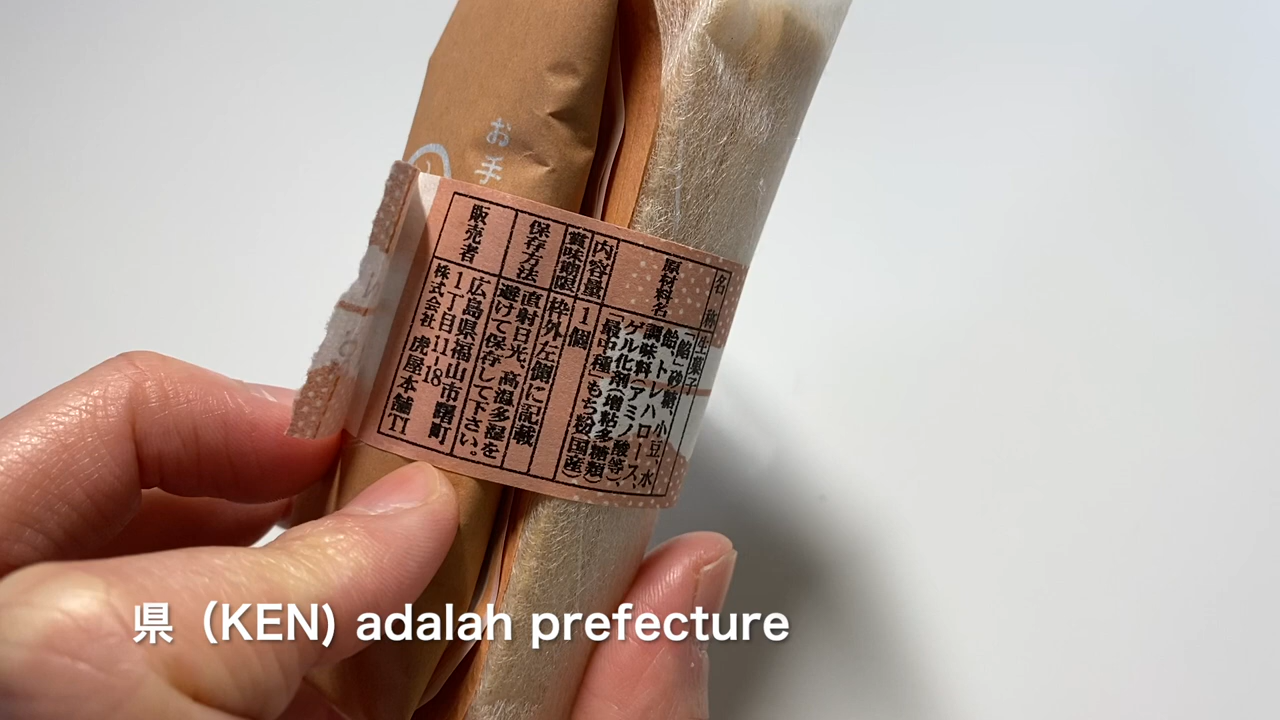 お手
名称
生菓子
原材料名
「餡」砂糖、小豆、水
飴、トレハロース、
調味料(アミノ酸等)、
ゲル化剤(増粘多糖類)
「最中種」もち粉(国産)
内容量
1個
賞味期限
枠外左側に記載
保存方法
直射日光、高温多湿を
避けて保存して下さい。
販売者
広島県福山市曙町
1丁目11-18
株式会社 虎屋本舗TI
県(KEN) adalah prefecture